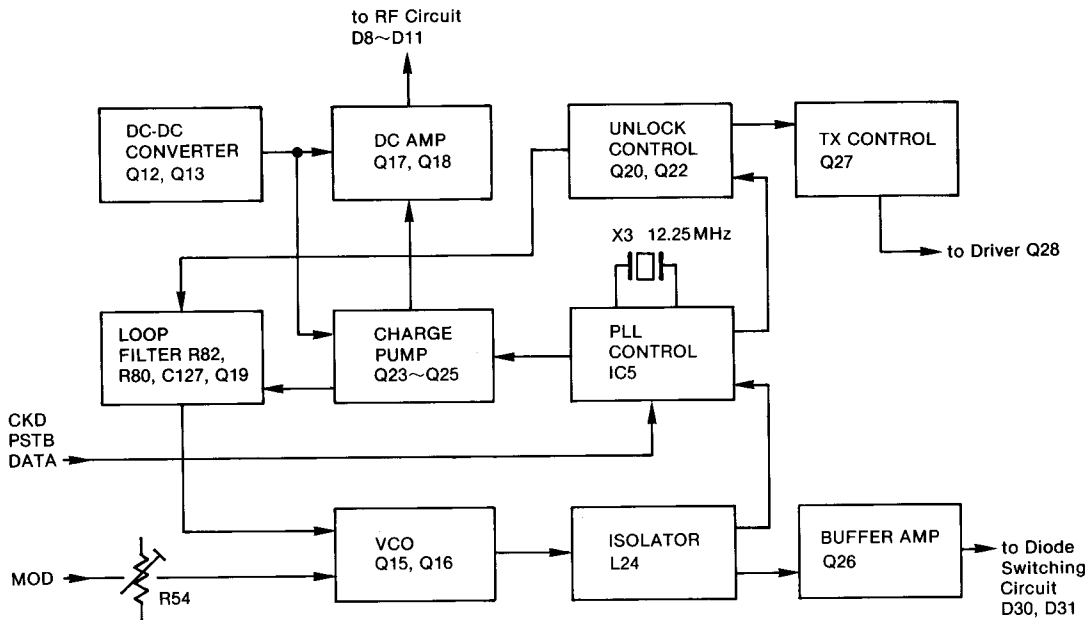 to RF Circuit
D8~D11
DC-DC
CONVERTER
Q12, Q13
DC AMP
Q17, Q18
UNLOCK
CONTROL
Q20, Q22
TX CONTROL
Q27
X3 12.25MHz
to Driver Q28
LOOP
FILTER R82,
R80, C127, Q19
CHARGE
PUMP
Q23~Q25
PLL
CONTROL
IC5
CKD
PSTB
DATA
VCO
Q15, Q16
ISOLATOR
L24
BUFFER AMP
Q26
to Diode
Switching
Circuit
D30, D31
MOD
R54